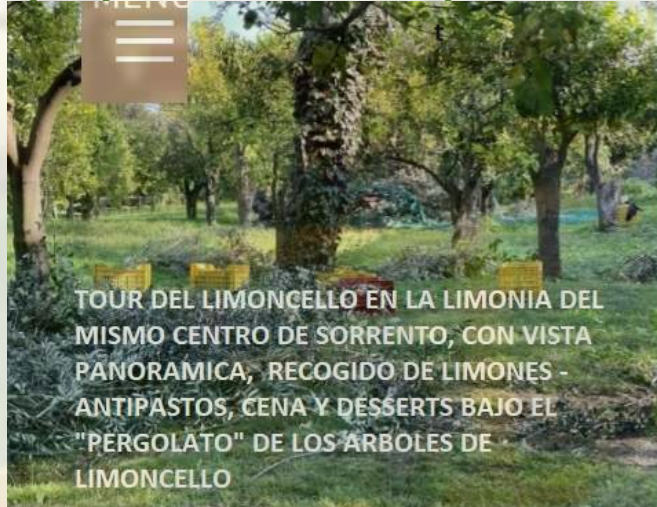 MENU
TOUR DEL LIMONCELLO EN LA LIMONIA DEL
MISMO CENTRO DE SORRENTO, CON VISTA
PANORAMICA, RECOGIDO DE LIMONES -
ANTIPASTOS, CENA Y DESSERTS BAJO EL
"PERGOLATO" DE LOS ARBOLES DE
LIMONCELLO